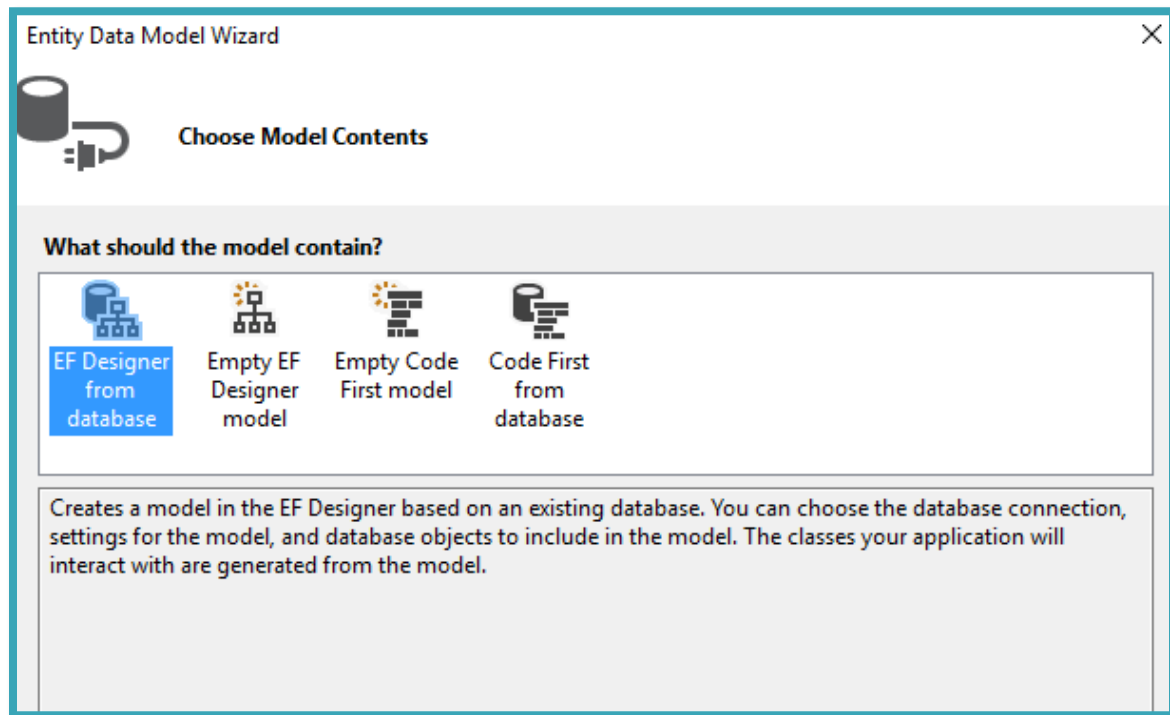 Entity Data Model Wizard
Choose Model Contents
What should the model contain?
EF Designer
from
database
Empty EF
Designer
model
Empty Code
First model
Code First
from
database
Creates a model in the EF Designer based on an existing database. You can choose the database connection,
settings for the model, and database objects to include in the model. The classes your application will
interact with are generated from the model.